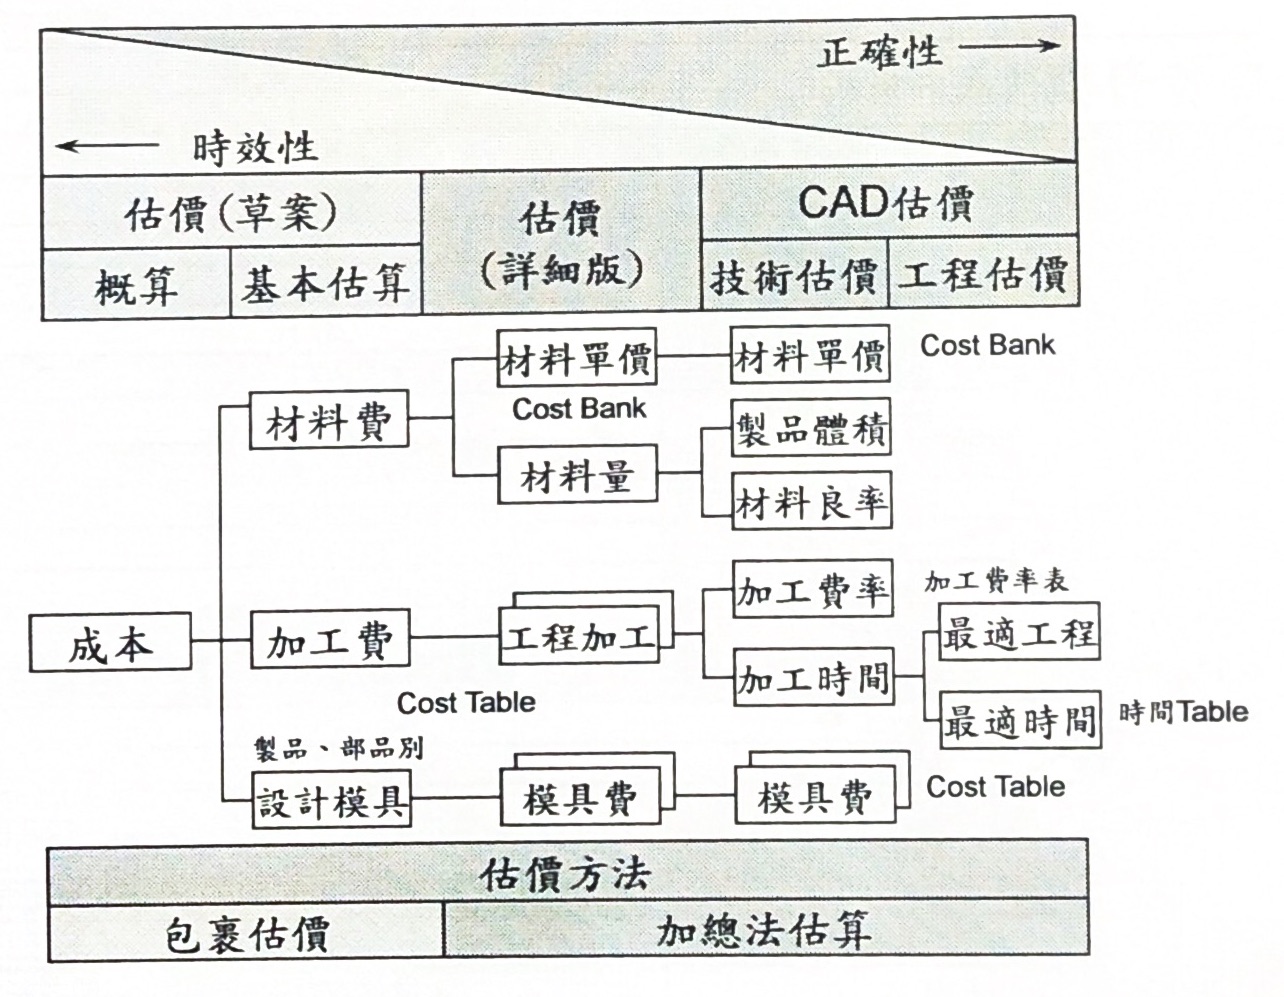 正確性
時效性
估價(草案)
估價
(詳細版)
CAD估價
概算
基本估算
技術估價
工程估價
材料單價
材料單價
Cost Bank
材料費
Cost Bank
製品體積
材料量
材料良率
加工費率
加工費率表
成本
加工費
工程加工
最適工程
加工時間
Cost Table
最適時間
時間Table
製品、部品別
設計模具
模具費
模具費
Cost Table
估價方法
包裹估價
加總法估算